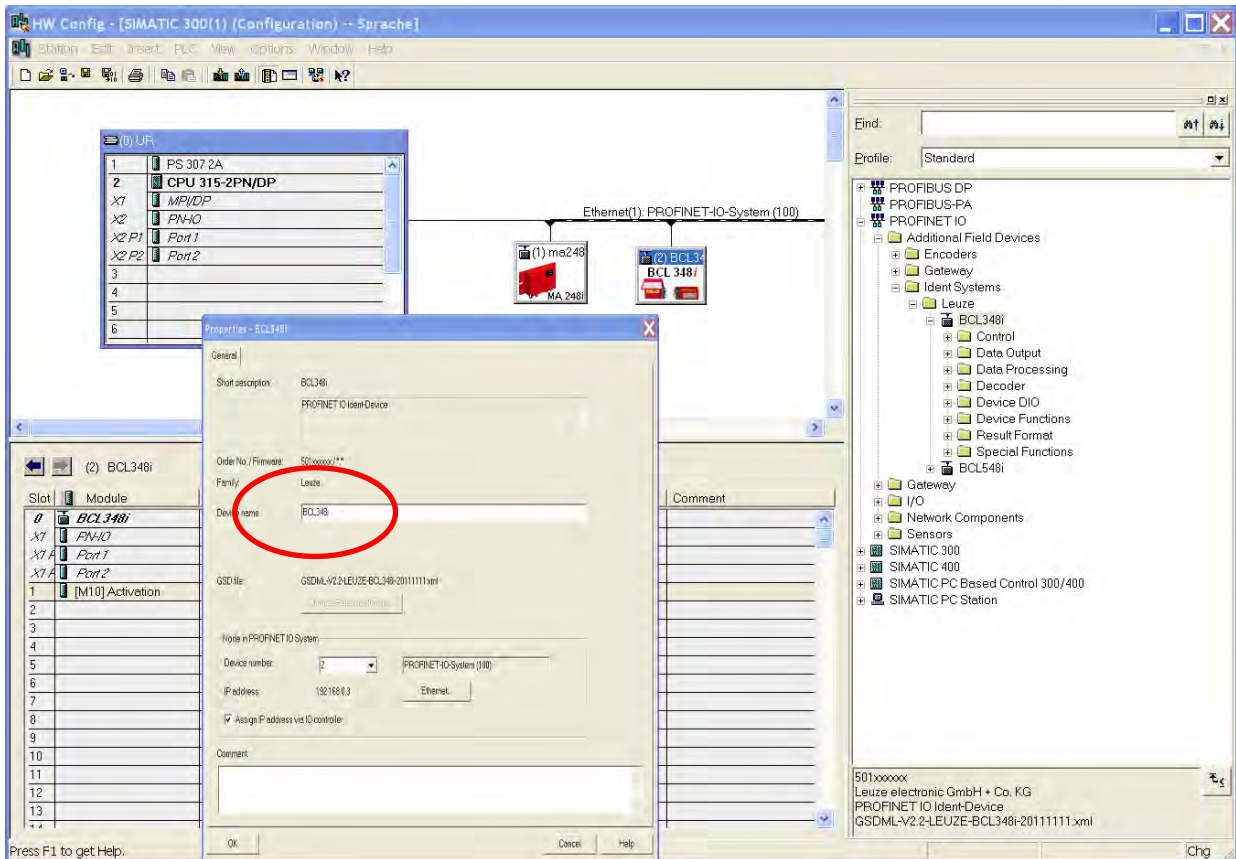 HW Config - [SIMATIC 300(1) (Configuration) -- Sprache]
Station Edit Insert PLC View Options Window Help
(0) UR
1 PS 307 2A
2 CPU 315-2PN/DP
X1 MPI/DP
X2 PN-IO
X2 P1 Port 1
X2 P2 Port 2
3
4
5
6
Ethernet(1): PROFINET-IO-System (100)
(1) ma248
MA 248i
(2) BCL34
BCL 348i
Properties - BCL348i
General
Short description: BCL348i
PROFINET IO Ident-Device
Order No. / Firmware: 501xxxxx / *.*
Family: Leuze
Device name: BCL348i
GSD file: GSDML-V2.2-LEUZE-BCL348i-20111111.xml
Node in PROFINET IO System
Device number: 2 PROFINET-IO-System (100)
IP address: 192.168.0.3 Ethernet...
Assign IP address via IO controller
Comment:
OK Cancel Help
(2) BCL348i
Slot Module Comment
0 BCL348i
X1 PN-IO
X1 Port 1
X1 Port 2
1 [M10] Activation
2
3
4
5
6
7
8
9
10
11
12
13
Press F1 to get Help.
Find:
Profile: Standard
PROFIBUS DP
PROFIBUS-PA
PROFINET IO
Additional Field Devices
Encoders
Gateway
Ident Systems
Leuze
BCL348i
Control
Data Output
Data Processing
Decoder
Device DIO
Device Functions
Result Format
Special Functions
BCL548i
Gateway
I/O
Network Components
Sensors
SIMATIC 300
SIMATIC 400
SIMATIC PC Based Control 300/400
SIMATIC PC Station
501xxxxx
Leuze electronic GmbH + Co. KG
PROFINET IO Ident-Device
GSDML-V2.2-LEUZE-BCL348i-20111111.xml
Chg